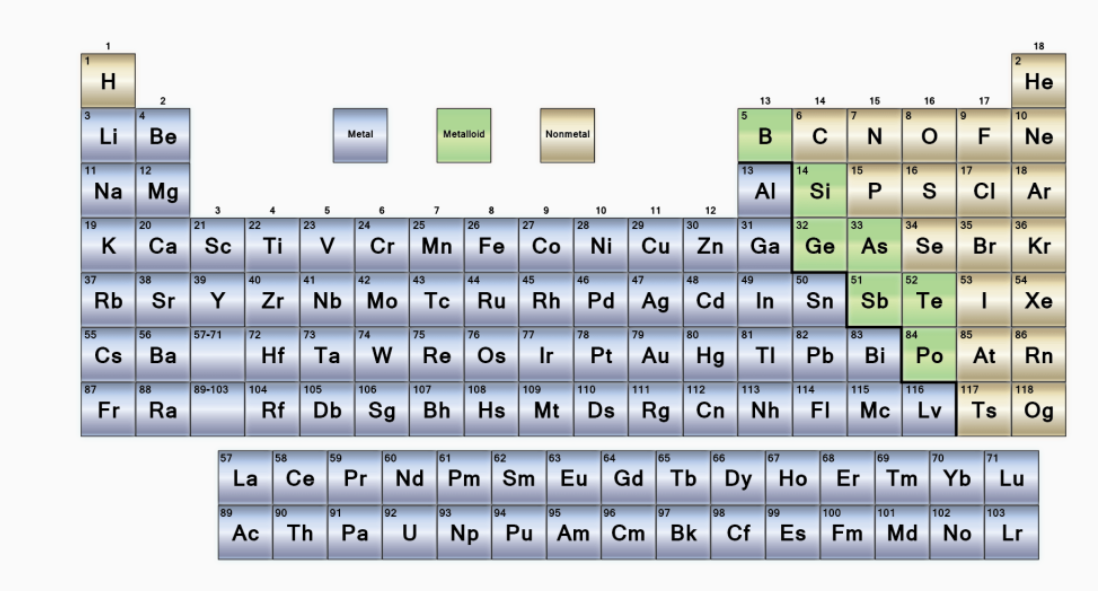 1 18
1 H 2 He
2 13 14 15 16 17
3 Li 4 Be Metal Metalloid Nonmetal 5 B 6 C 7 N 8 O 9 F 10 Ne
11 Na 12 Mg 13 Al 14 Si 15 P 16 S 17 Cl 18 Ar
3 4 5 6 7 8 9 10 11 12
19 K 20 Ca 21 Sc 22 Ti 23 V 24 Cr 25 Mn 26 Fe 27 Co 28 Ni 29 Cu 30 Zn 31 Ga 32 Ge 33 As 34 Se 35 Br 36 Kr
37 Rb 38 Sr 39 Y 40 Zr 41 Nb 42 Mo 43 Tc 44 Ru 45 Rh 46 Pd 47 Ag 48 Cd 49 In 50 Sn 51 Sb 52 Te 53 I 54 Xe
55 Cs 56 Ba 57-71 72 Hf 73 Ta 74 W 75 Re 76 Os 77 Ir 78 Pt 79 Au 80 Hg 81 Tl 82 Pb 83 Bi 84 Po 85 At 86 Rn
87 Fr 88 Ra 89-103 104 Rf 105 Db 106 Sg 107 Bh 108 Hs 109 Mt 110 Ds 111 Rg 112 Cn 113 Nh 114 Fl 115 Mc 116 Lv 117 Ts 118 Og
57 La 58 Ce 59 Pr 60 Nd 61 Pm 62 Sm 63 Eu 64 Gd 65 Tb 66 Dy 67 Ho 68 Er 69 Tm 70 Yb 71 Lu
89 Ac 90 Th 91 Pa 92 U 93 Np 94 Pu 95 Am 96 Cm 97 Bk 98 Cf 99 Es 100 Fm 101 Md 102 No 103 Lr